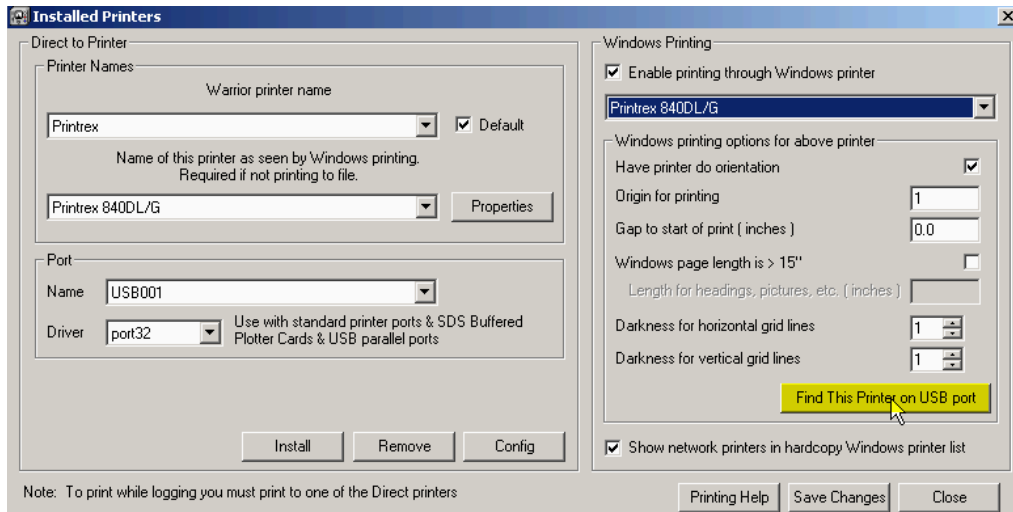 Installed Printers
Direct to Printer
Printer Names
Warrior printer name
Printrex
Default
Name of this printer as seen by Windows printing.
Required if not printing to file.
Printrex 840DL/G
Properties
Port
Name
USB001
Driver
port32
Use with standard printer ports & SDS Buffered
Plotter Cards & USB parallel ports
Install
Remove
Config
Note: To print while logging you must print to one of the Direct printers
Windows Printing
Enable printing through Windows printer
Printrex 840DL/G
Windows printing options for above printer
Have printer do orientation
Origin for printing
1
Gap to start of print ( inches )
0.0
Windows page length is > 15"
Length for headings, pictures, etc. ( inches )
Darkness for horizontal grid lines
1
Darkness for vertical grid lines
1
Find This Printer on USB port
Show network printers in hardcopy Windows printer list
Printing Help
Save Changes
Close